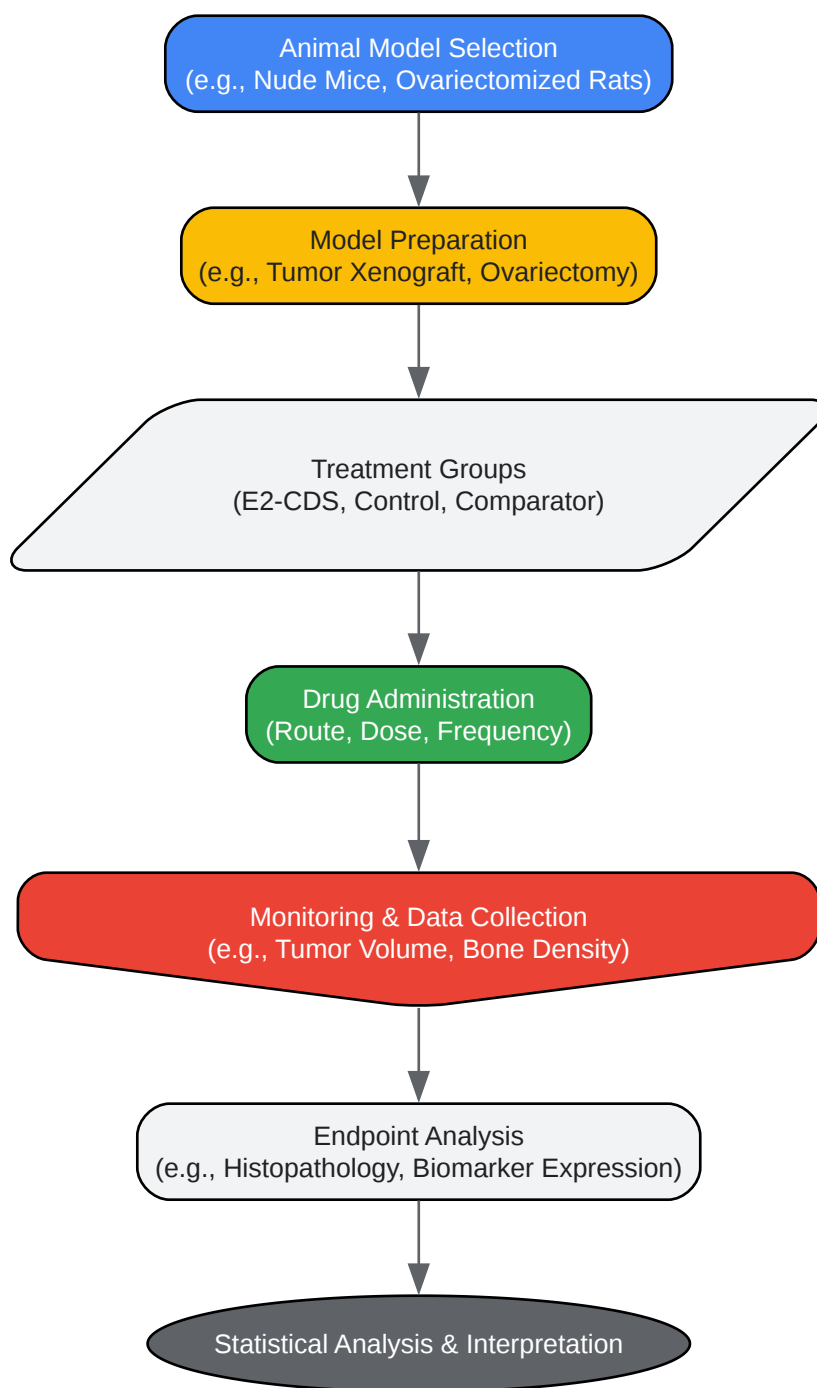 Animal Model Selection
(e.g., Nude Mice, Ovariectomized Rats)
Model Preparation
(e.g., Tumor Xenograft, Ovariectomy)
Treatment Groups
(E2-CDS, Control, Comparator)
Drug Administration
(Route, Dose, Frequency)
Monitoring & Data Collection
(e.g., Tumor Volume, Bone Density)
Endpoint Analysis
(e.g., Histopathology, Biomarker Expression)
Statistical Analysis & Interpretation